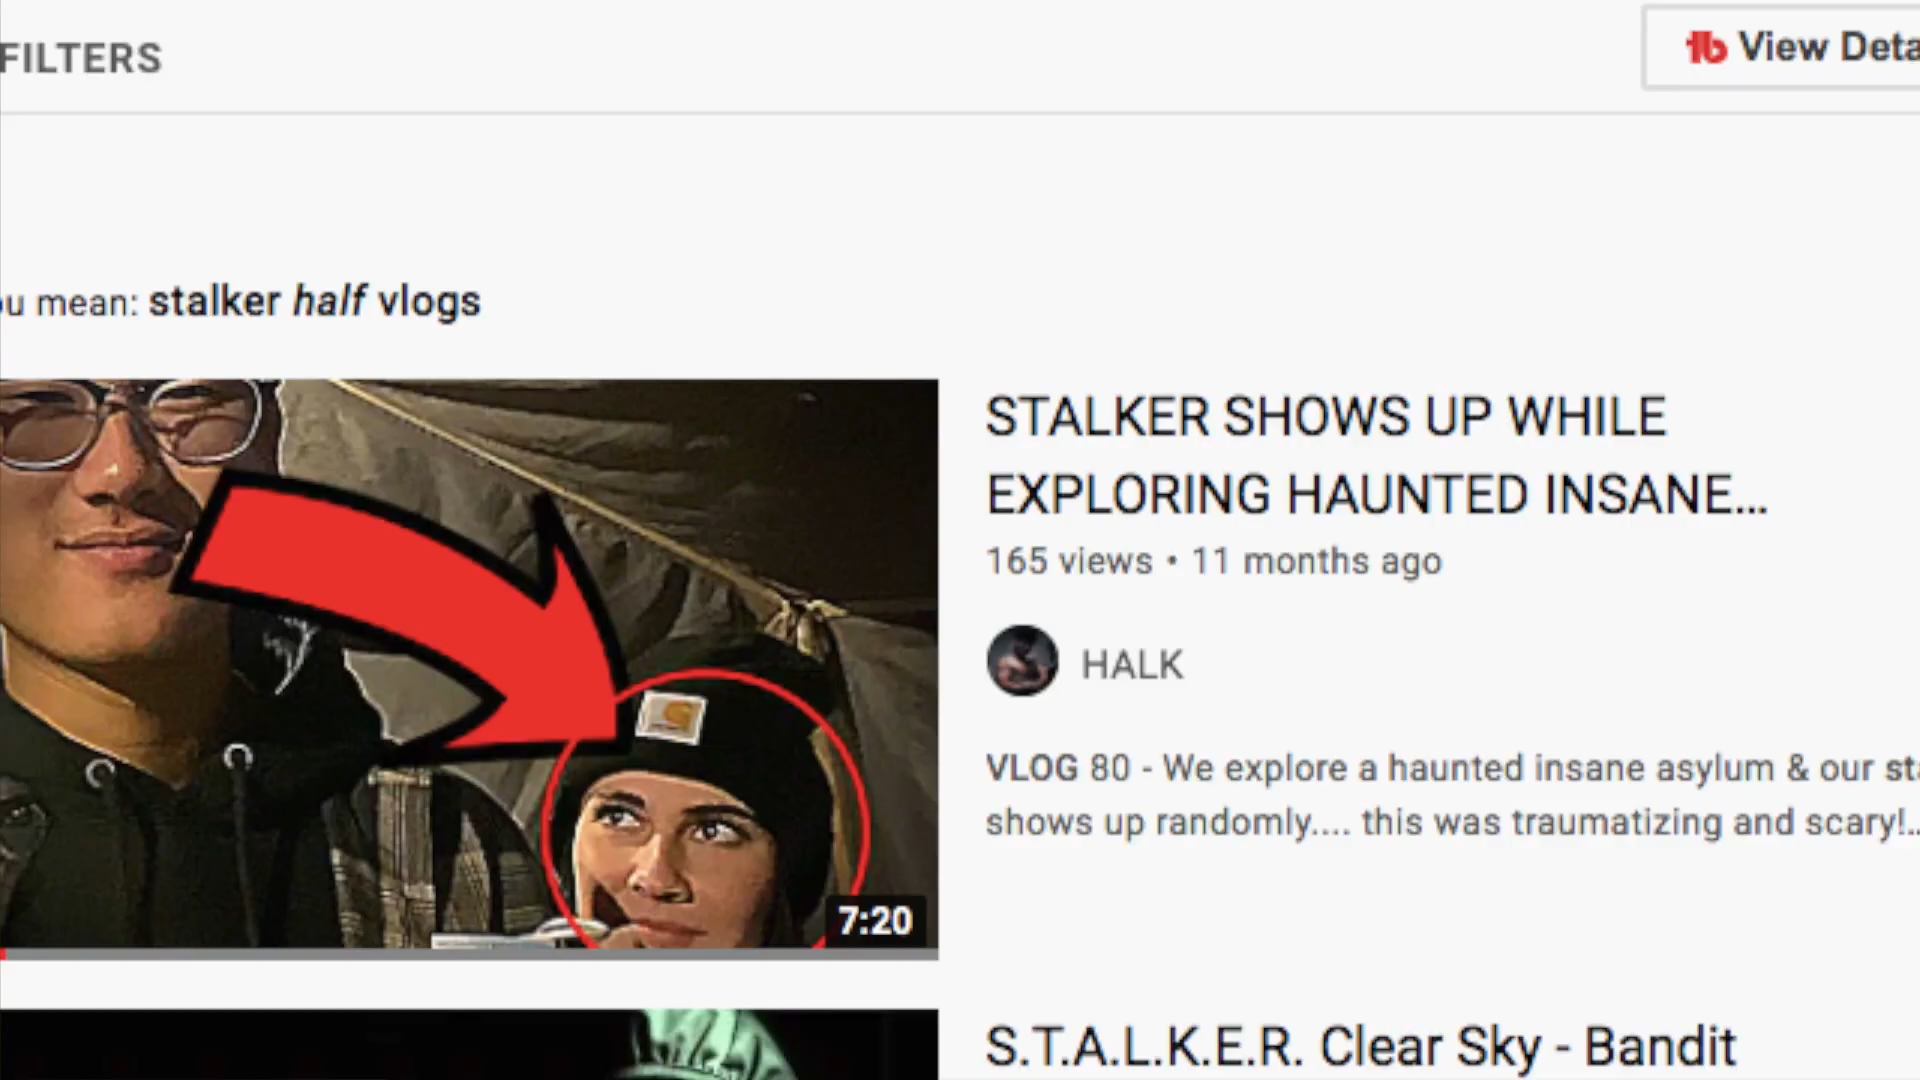 FILTERS
View Deta
u mean: stalker half vlogs
STALKER SHOWS UP WHILE
EXPLORING HAUNTED INSANE...
165 views • 11 months ago
HALK
VLOG 80 - We explore a haunted insane asylum & our sta
shows up randomly.... this was traumatizing and scary!..
7:20
S.T.A.L.K.E.R. Clear Sky - Bandit